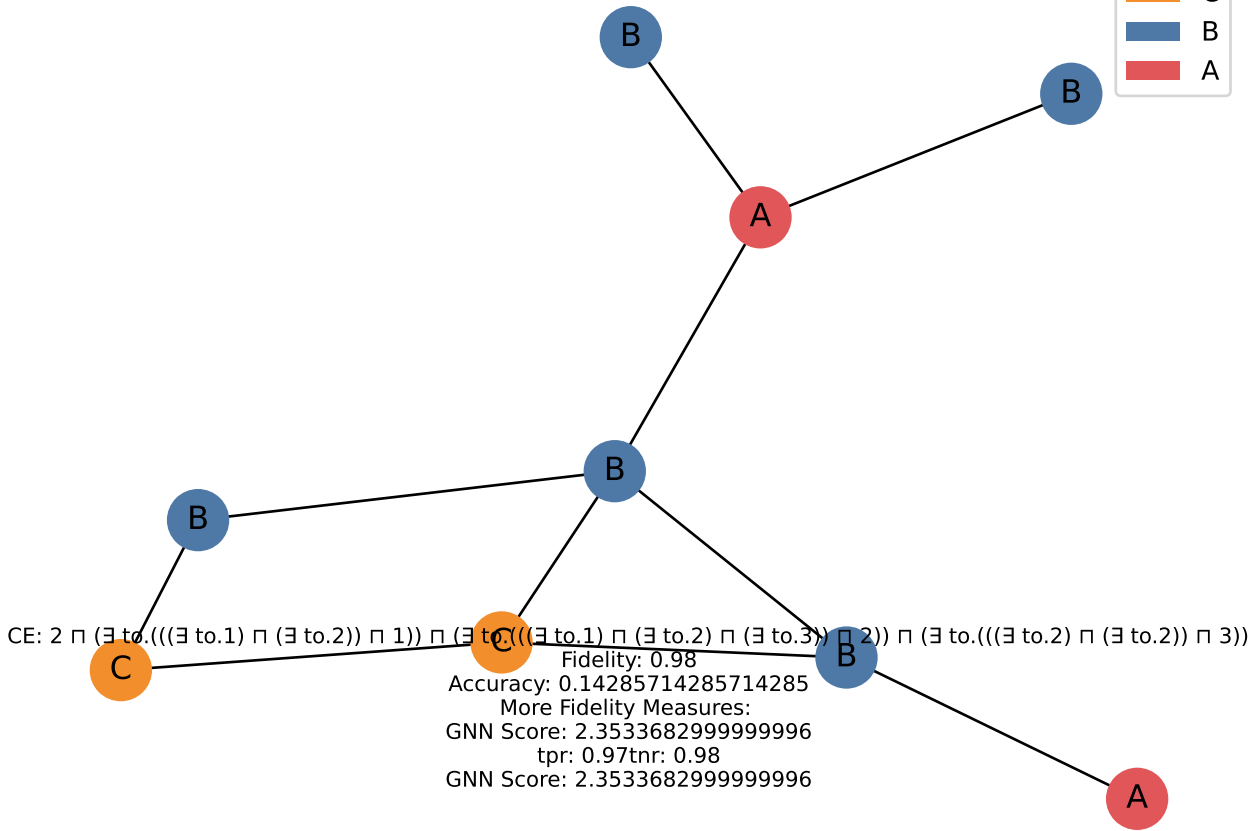 B
B
A
B
A
B
B
CE: 2 ⊓ (∃ to.(((∃ to.1) ⊓ (∃ to.2)) ⊓ 1)) ⊓ (∃ to.(((∃ to.1) ⊓ (∃ to.2) ⊓ (∃ to.3)) ⊓ 2)) ⊓ (∃ to.(((∃ to.2) ⊓ (∃ to.2)) ⊓ 3))
C
C
B
Fidelity: 0.98
Accuracy: 0.14285714285714285
More Fidelity Measures:
GNN Score: 2.3533682999999996
tpr: 0.97tnr: 0.98
GNN Score: 2.3533682999999996
A